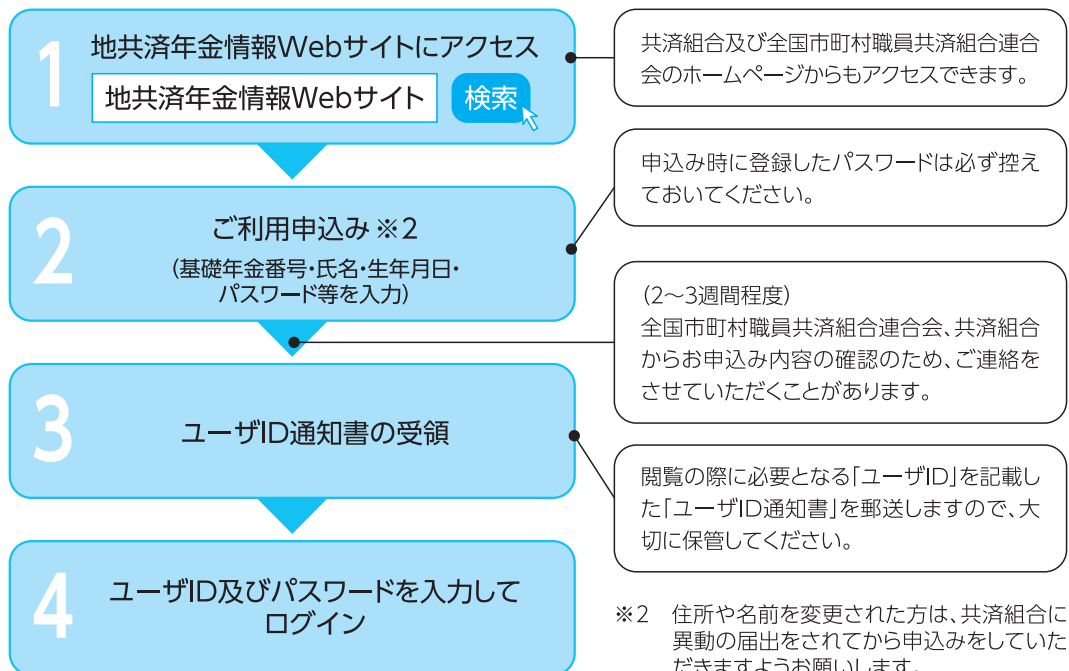 1
地共済年金情報Webサイトにアクセス
地共済年金情報Webサイト 検索
共済組合及び全国市町村職員共済組合連合
会のホームページからもアクセスできます。
2
ご利用申込み※2
(基礎年金番号・氏名・生年月日・
パスワード等を入力)
申込み時に登録したパスワードは必ず控え
ておいてください。
(2〜3週間程度)
全国市町村職員共済組合連合会、共済組合
からお申込み内容の確認のため、ご連絡を
させていただくことがあります。
3
ユーザID通知書の受領
閲覧の際に必要となる「ユーザID」を記載し
た「ユーザID通知書」を郵送しますので、大
切に保管してください。
4
ユーザID及びパスワードを入力して
ログイン
※2 住所や名前を変更された方は、共済組合に
異動の届出をされてから申込みをしていた
だきますようお願いします。